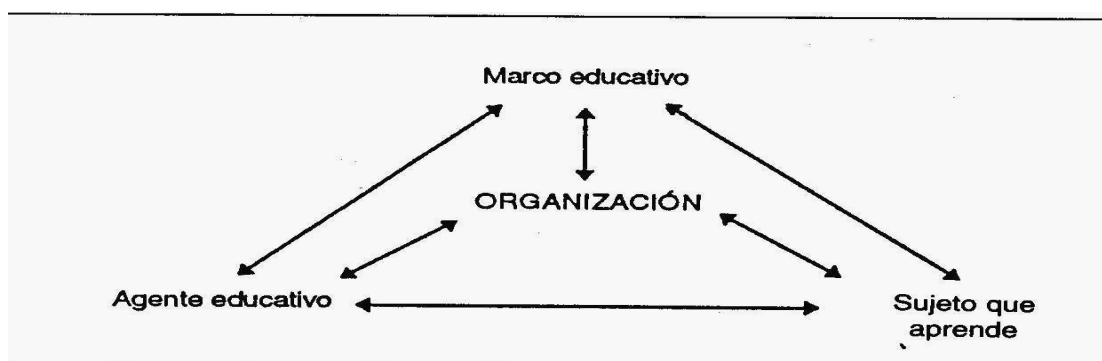 Marco educativo
ORGANIZACIÓN
Agente educativo
Sujeto que
aprende